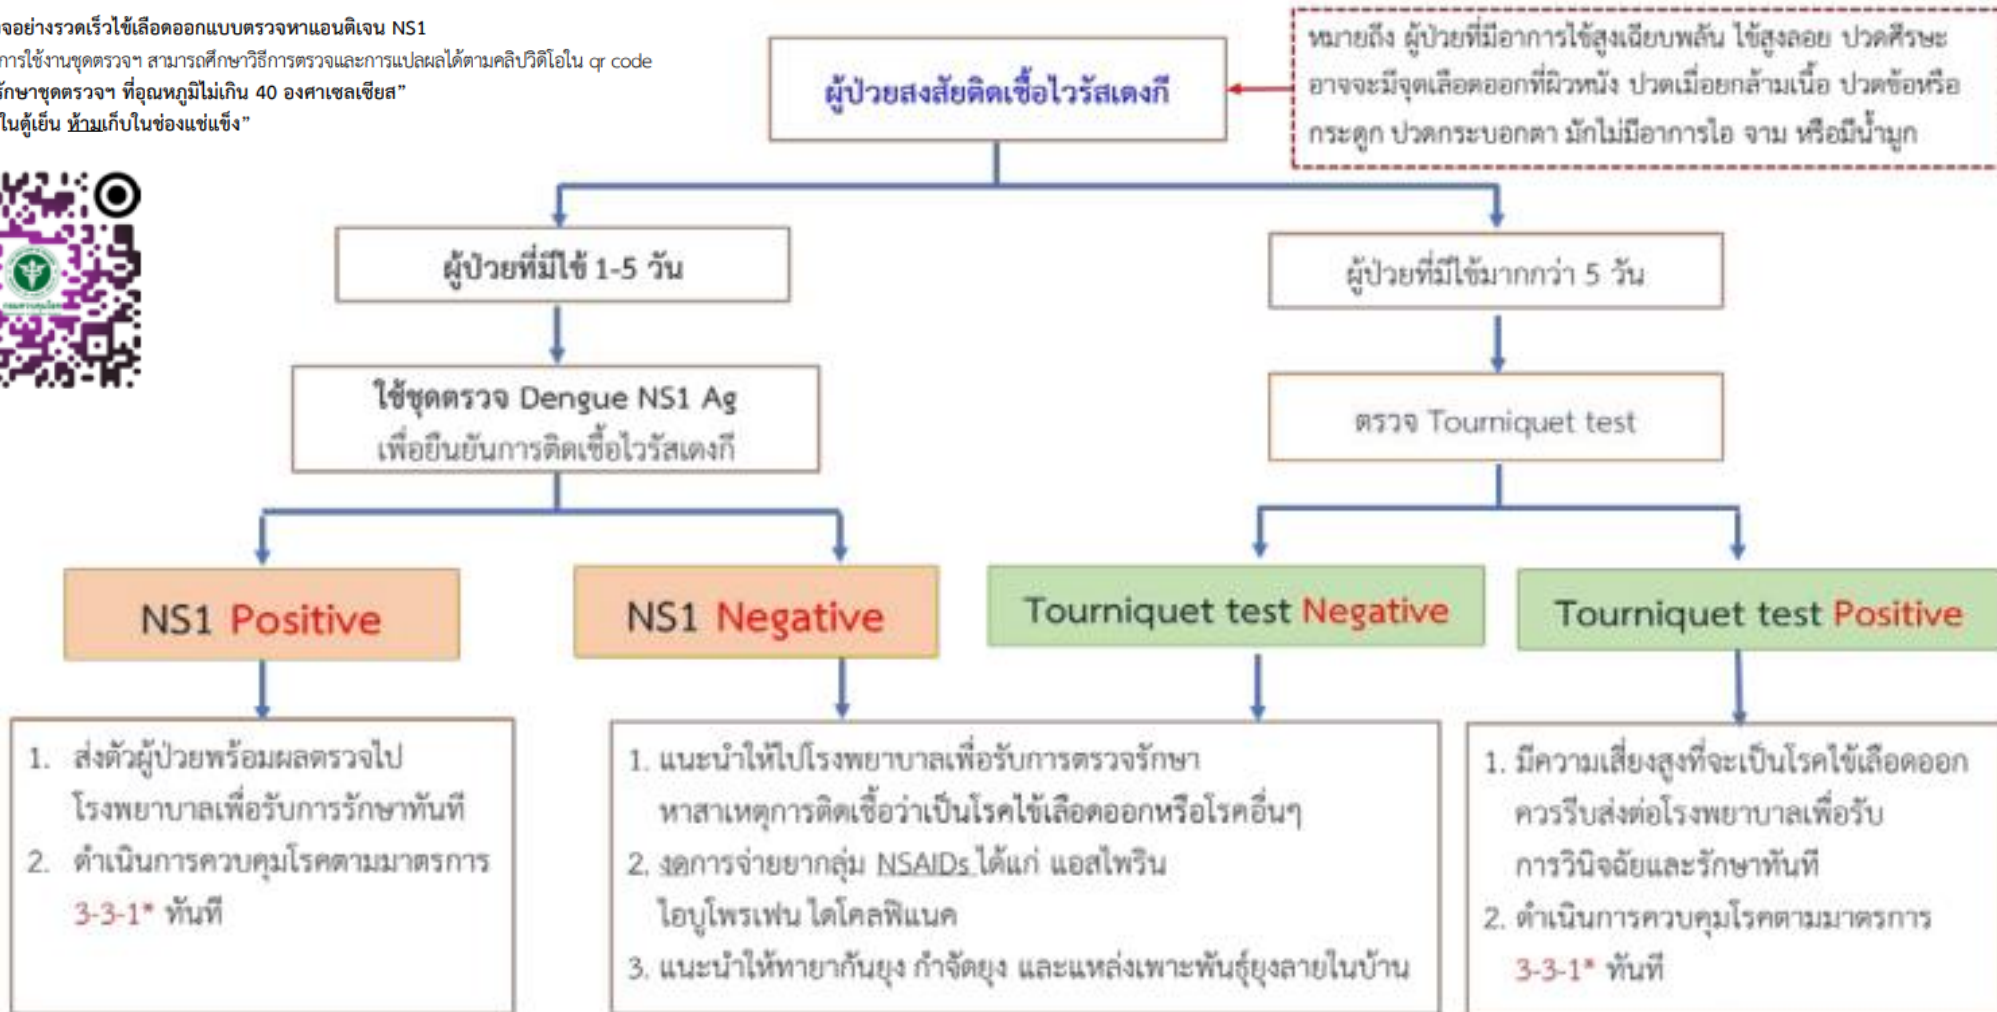 อย่างรวดเร็วไข้เลือดออกแบบตรวจหาแอนติเจน NS1
การใช้งานชุดตรวจฯ สามารถศึกษาวิธีการตรวจและการแปลผลได้ตามคลิปวิดิโอใน qr code
รักษาชุดตรวจฯ ที่อุณหภูมิไม่เกิน 40 องศาเซลเซียส”
ในตู้เย็น ห้ามเก็บในช่องแช่แข็ง”
ผู้ป่วยสงสัยติดเชื้อไวรัสเดงกี
หมายถึง ผู้ป่วยที่มีอาการไข้สูงเฉียบพลัน ไข้สูงลอย ปวดศีรษะ
อาจจะมีจุดเลือดออกที่ผิวหนัง ปวดเมื่อยกล้ามเนื้อ ปวดข้อหรือ
กระดูก ปวดกระบอกตา มักไม่มีอาการไอ จาม หรือมีน้ำมูก
ผู้ป่วยที่มีไข้ 1-5 วัน
ผู้ป่วยที่มีไข้มากกว่า 5 วัน
ใช้ชุดตรวจ Dengue NS1 Ag
เพื่อยืนยันการติดเชื้อไวรัสเดงกี
ตรวจ Tourniquet test
NS1 Positive
NS1 Negative
Tourniquet test Negative
Tourniquet test Positive
1. ส่งตัวผู้ป่วยพร้อมผลตรวจไป
โรงพยาบาลเพื่อรับการรักษาทันที
2. ดำเนินการควบคุมโรคตามมาตรการ
3-3-1* ทันที
1. แนะนำให้ไปโรงพยาบาลเพื่อรับการตรวจรักษา
หาสาเหตุการติดเชื้อว่าเป็นโรคไข้เลือดออกหรือโรคอื่นๆ
2. งดการจ่ายยากลุ่ม NSAIDs ได้แก่ แอสไพริน
ไอบูโพรเฟน ไดโคลฟิแนค
3. แนะนำให้ทายากันยุง กำจัดยุง และแหล่งเพาะพันธุ์ยุงลายในบ้าน
1. มีความเสี่ยงสูงที่จะเป็นโรคไข้เลือดออก
ควรรีบส่งต่อโรงพยาบาลเพื่อรับ
การวินิจฉัยและรักษาทันที
2. ดำเนินการควบคุมโรคตามมาตรการ
3-3-1* ทันที